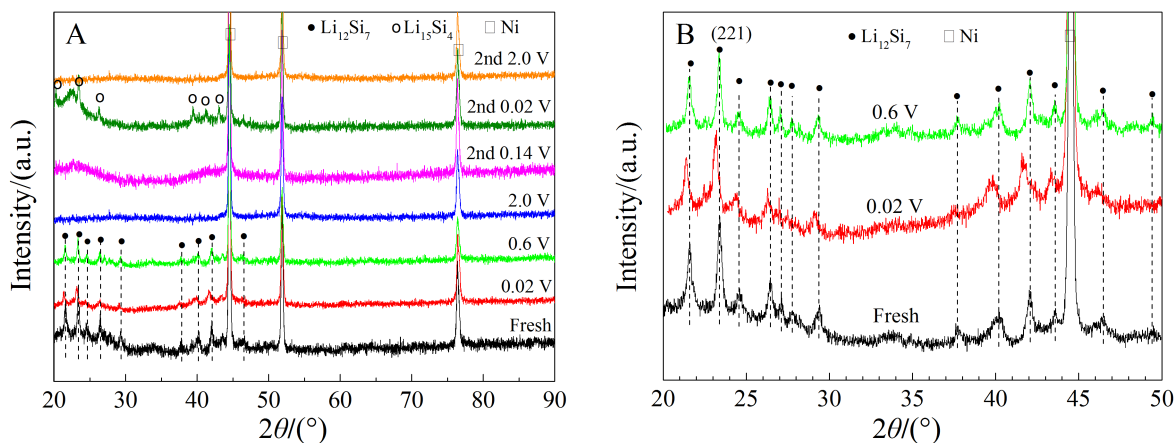 ● Li12Si7 o Li15Si4 □ Ni
A
2nd 2.0 V
2nd 0.02 V
2nd 0.14 V
2.0 V
0.6 V
0.02 V
Fresh
Intensity/(a.u.)
20 30 40 50 60 70 80 90
2θ/(°)
B
(221)
● Li12Si7 □ Ni
0.6 V
0.02 V
Fresh
Intensity/(a.u.)
20 25 30 35 40 45 50
2θ/(°)